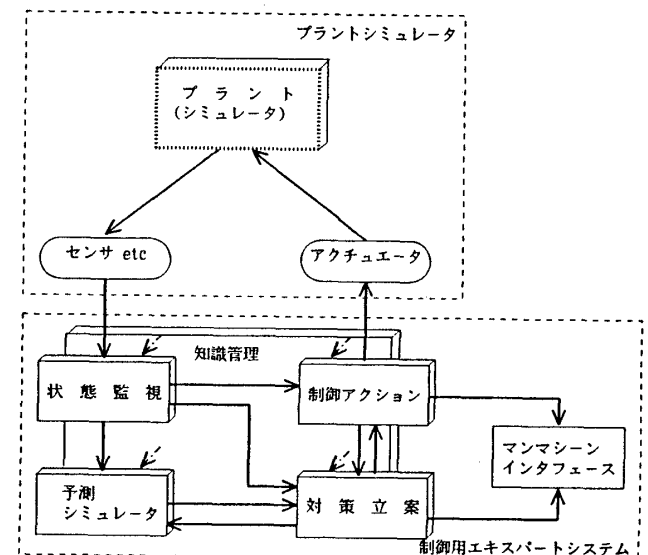 プラントシミュレータ
プラント
(シミュレータ)
センサ etc
アクチュエータ
知識管理
状態監視
制御アクション
マンマシーン
インタフェース
予測
シミュレータ
対策立案
制御用エキスパートシステム